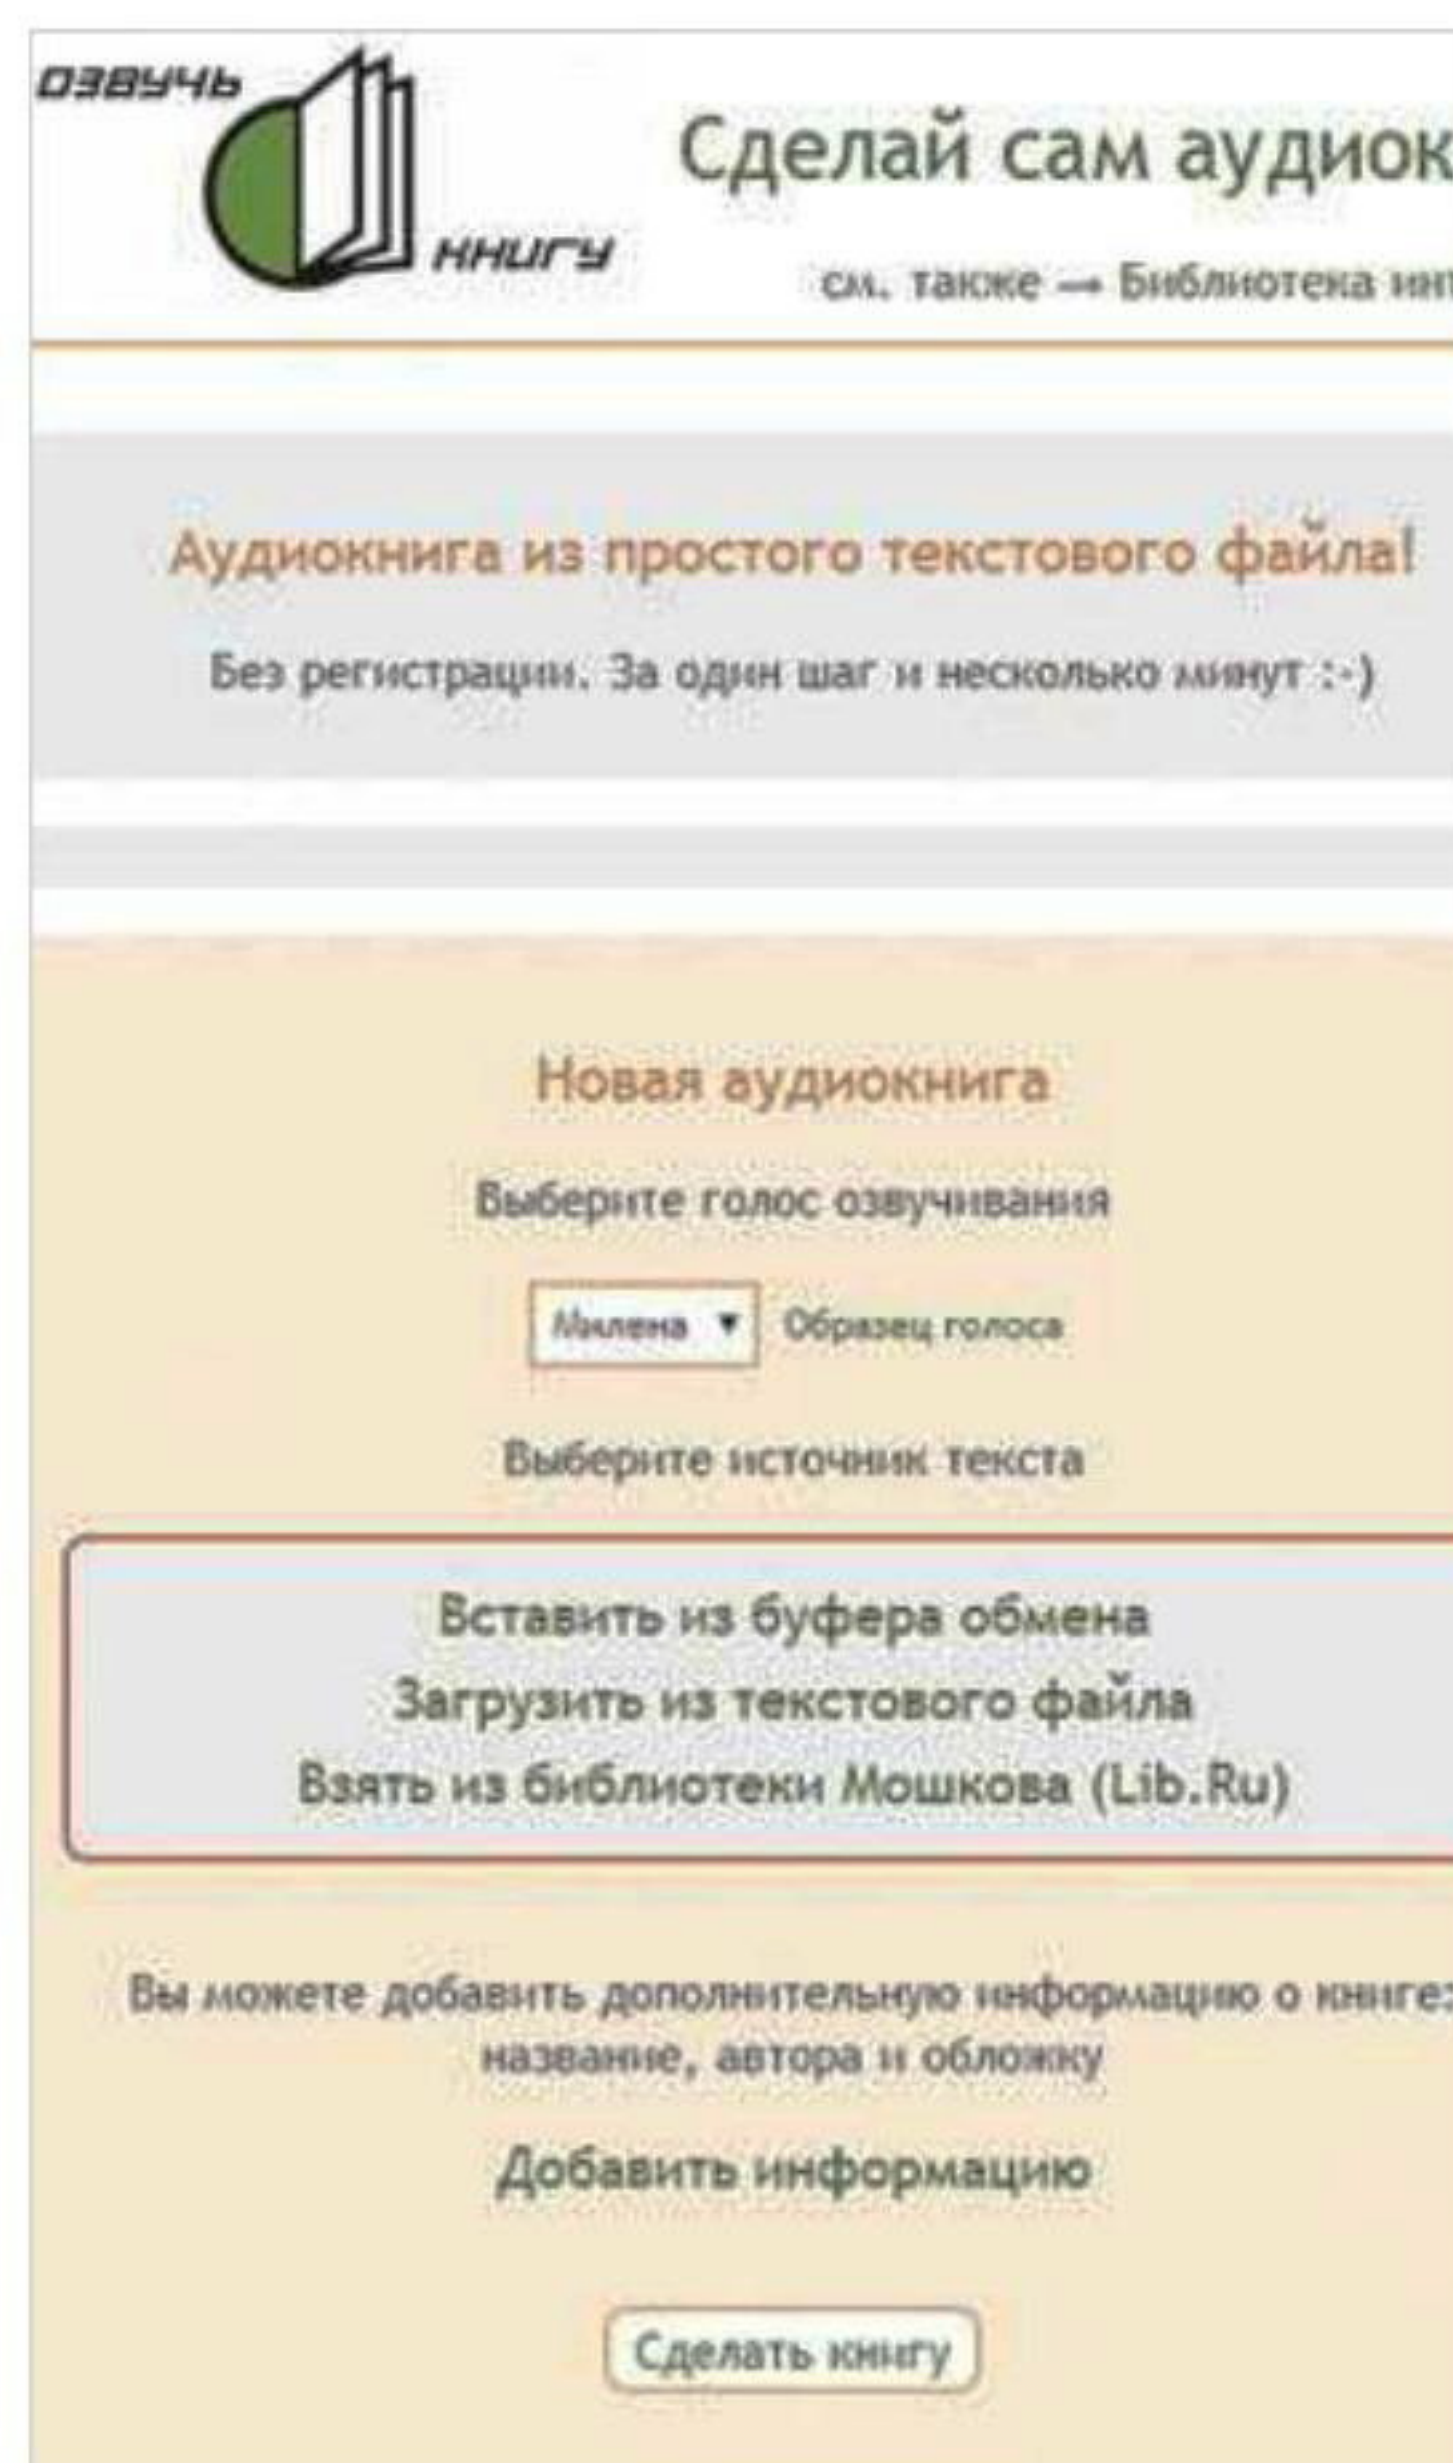 озвучь
Сделай сам аудиок
книгу
см. также → Библиотека инт
Аудиокнига из простого текстового файла!
Без регистрации. За один шаг и несколько минут :-)
Новая аудиокнига
Выберите голос озвучивания
Милена ▼ Образец голоса
Выберите источник текста
Вставить из буфера обмена
Загрузить из текстового файла
Взять из библиотеки Мошкова (Lib.Ru)
Вы можете добавить дополнительную информацию о книге:
название, автора и обложку
Добавить информацию
Сделать книгу